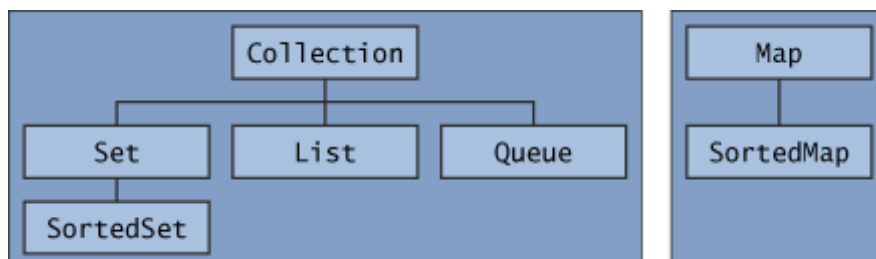 Collection
Map
Set
List
Queue
SortedMap
SortedSet